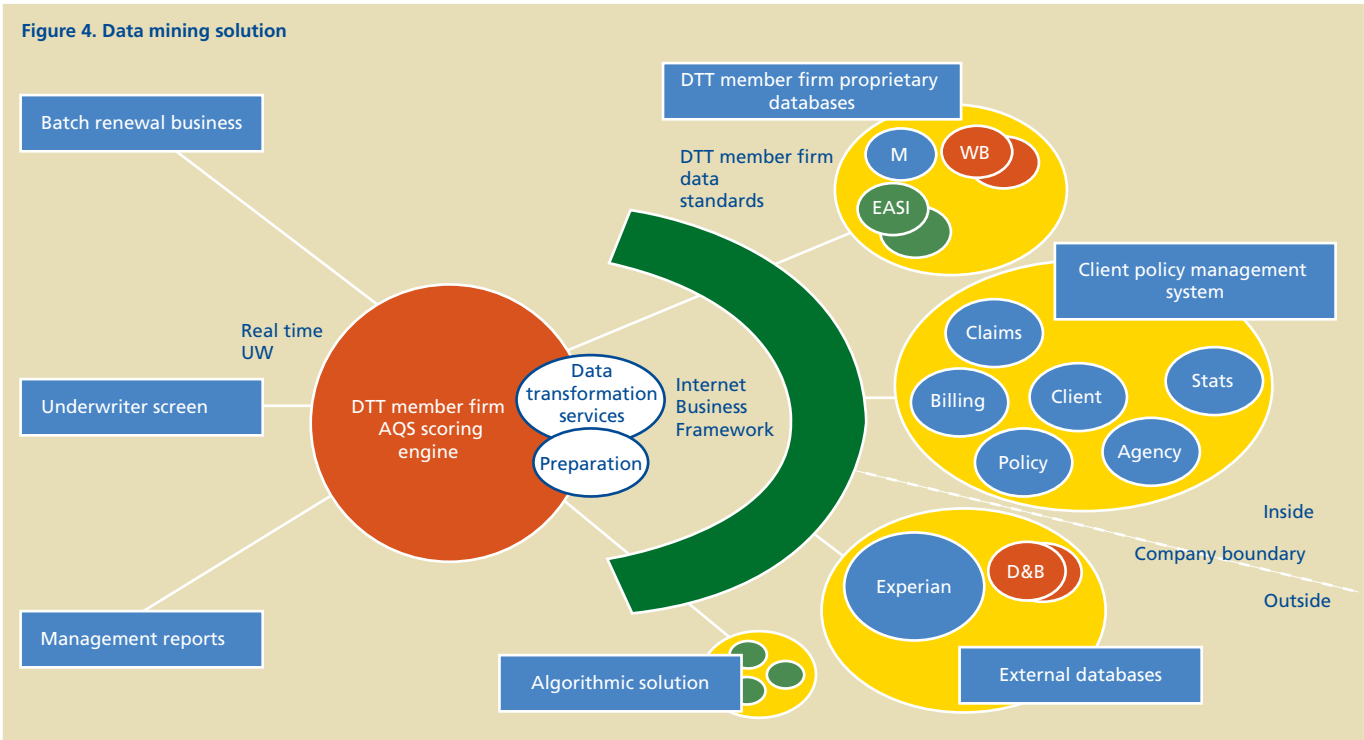 Figure 4. Data mining solution
Batch renewal business
Real time
UW
Underwriter screen
Management reports
DTT member firm
AQS scoring
engine
Data
transformation
services
Preparation
Internet
Business
Framework
DTT member firm
data
standards
DTT member firm proprietary
databases
M
WB
EASI
Client policy management
system
Claims
Billing
Client
Stats
Policy
Agency
Inside
Company boundary
Outside
Experian
D&B
External databases
Algorithmic solution